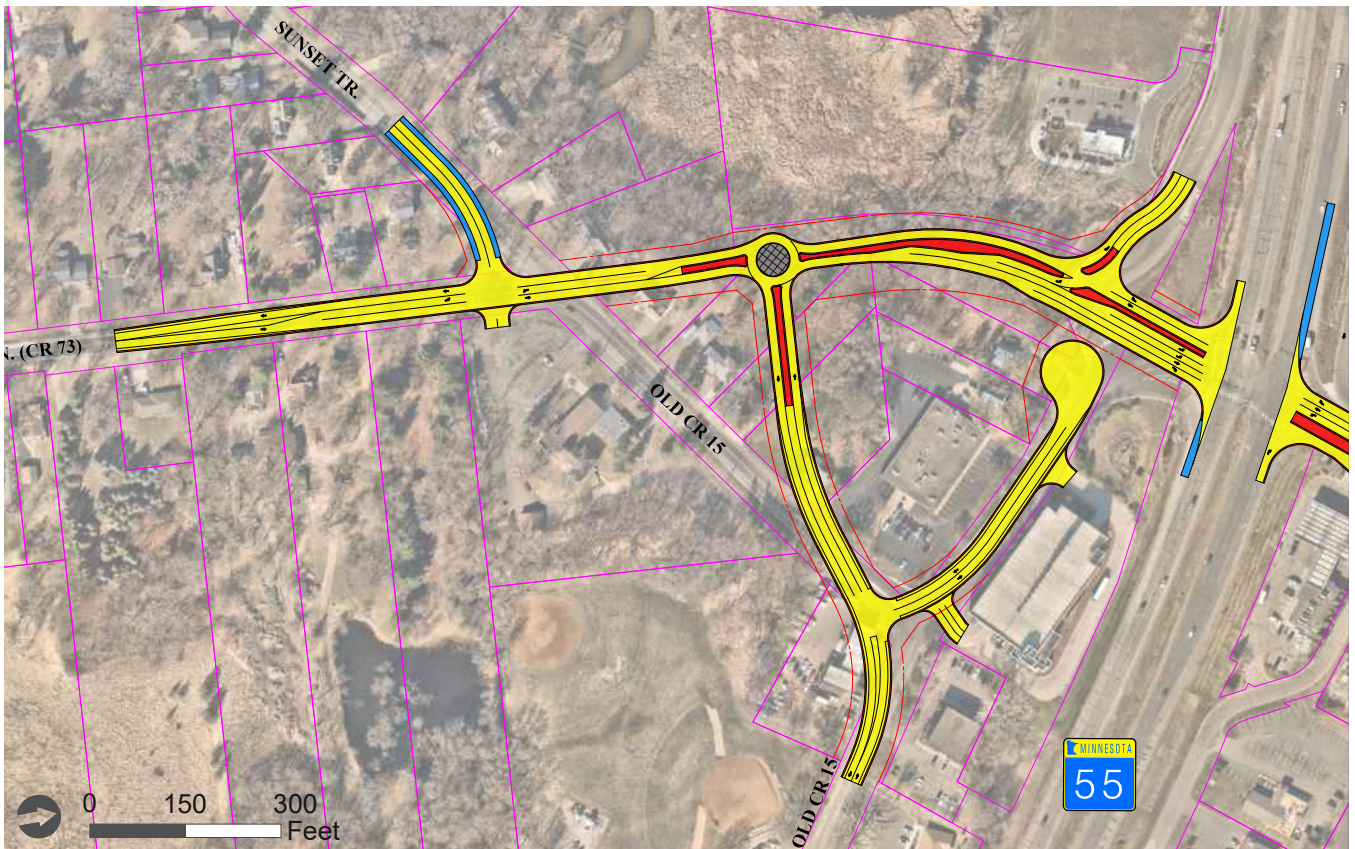 SUNSET TR.
N. (CR 73)
OLD CR 15
OLD CR 15
MINNESOTA
55
0 150 300
Feet